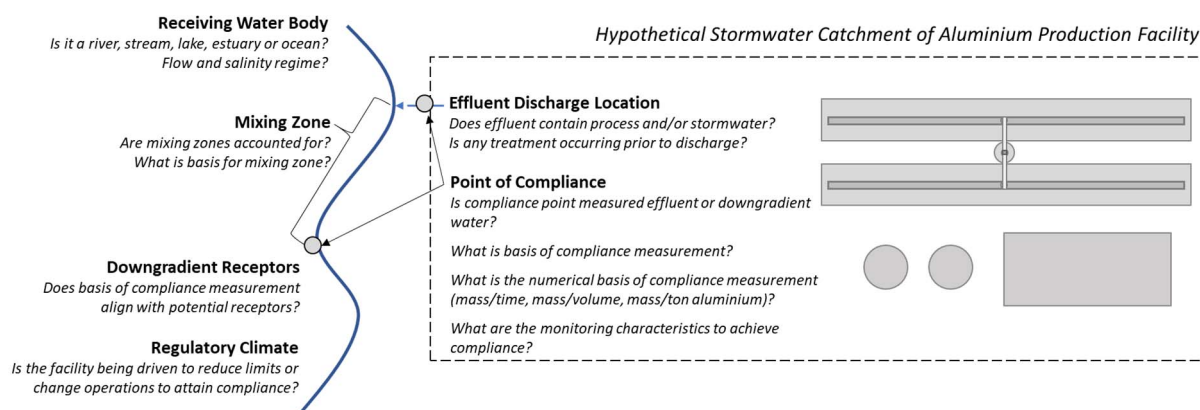 Hypothetical Stormwater Catchment of Aluminium Production Facility
Receiving Water Body
Is it a river, stream, lake, estuary or ocean?
Flow and salinity regime?
Mixing Zone
Are mixing zones accounted for?
What is basis for mixing zone?
Downgradient Receptors
Does basis of compliance measurement
align with potential receptors?
Regulatory Climate
Is the facility being driven to reduce limits or
change operations to attain compliance?
Effluent Discharge Location
Does effluent contain process and/or stormwater?
Is any treatment occurring prior to discharge?
Point of Compliance
Is compliance point measured effluent or downgradient
water?
What is basis of compliance measurement?
What is the numerical basis of compliance measurement
(mass/time, mass/volume, mass/ton aluminium)?
What are the monitoring characteristics to achieve
compliance?